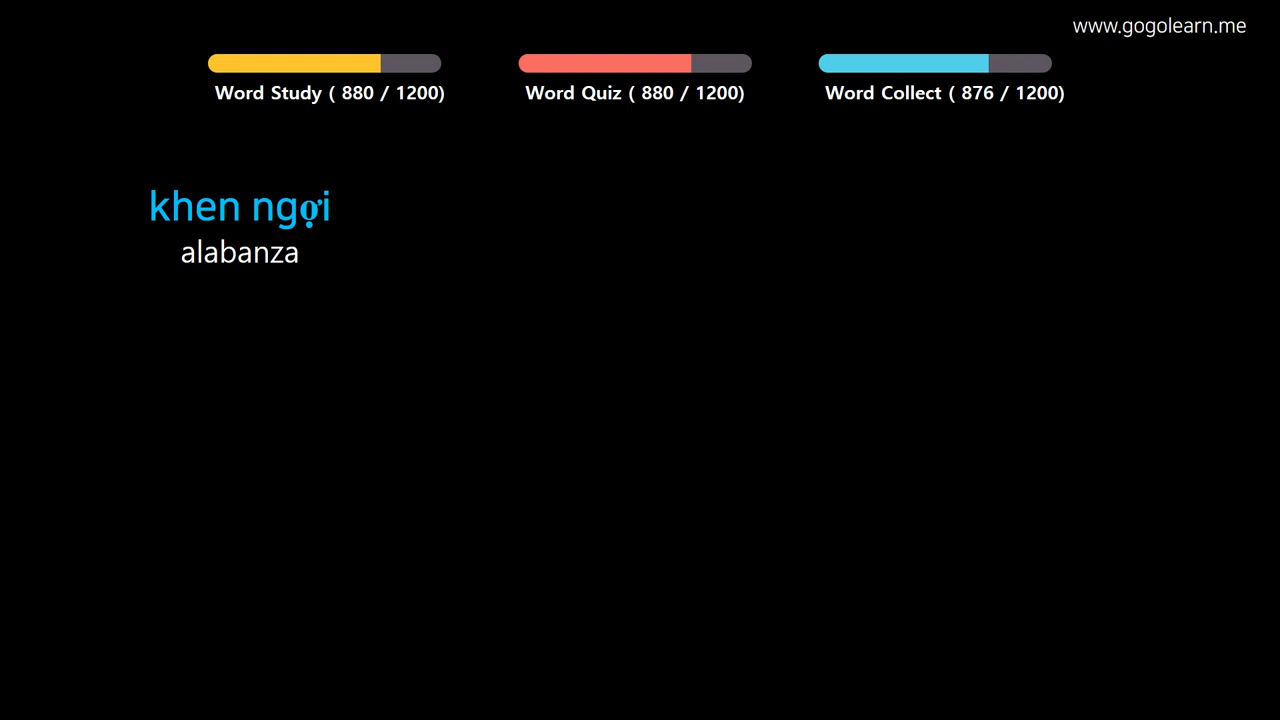 www.gogolearn.me
Word Study ( 880 / 1200)
Word Quiz ( 880 / 1200)
Word Collect ( 876 / 1200)
khen ngợi
alabanza